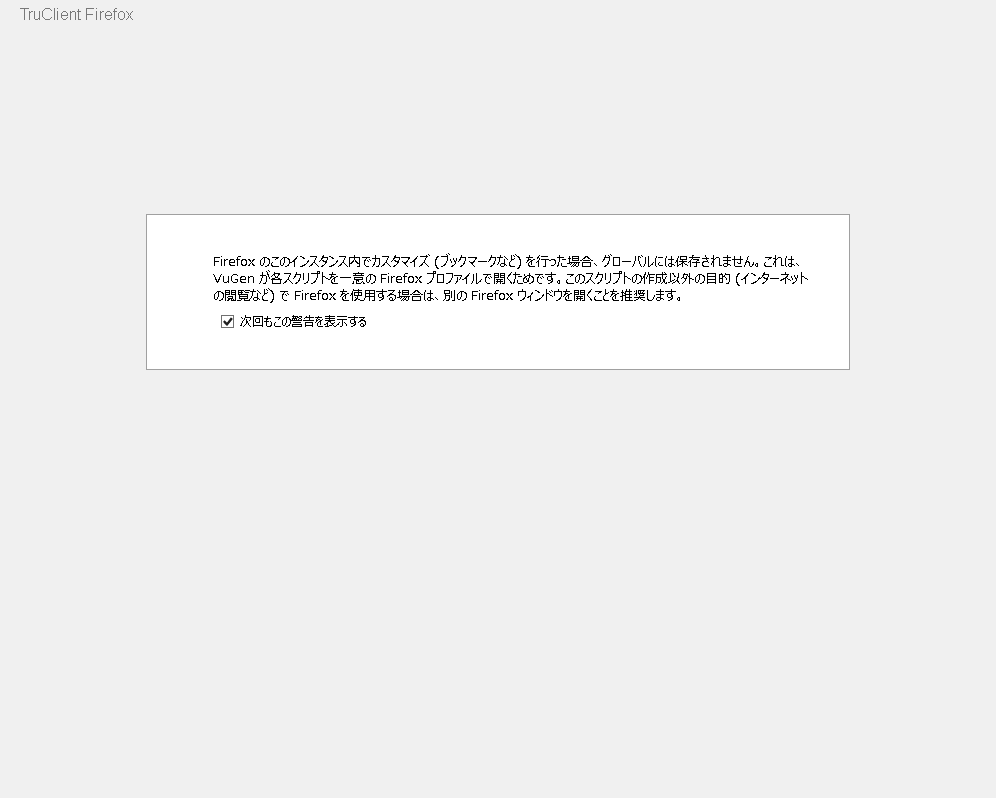 TruClient Firefox
Firefox のこのインスタンス内でカスタマイズ (ブックマークなど) を行った場合、グローバルには保存されません。これは、
VuGen が各スクリプトを一意の Firefox プロファイルで開くためです。このスクリプトの作成以外の目的 (インターネット
の閲覧など) で Firefox を使用する場合は、別の Firefox ウィンドウを開くことを推奨します。
次回もこの警告を表示する